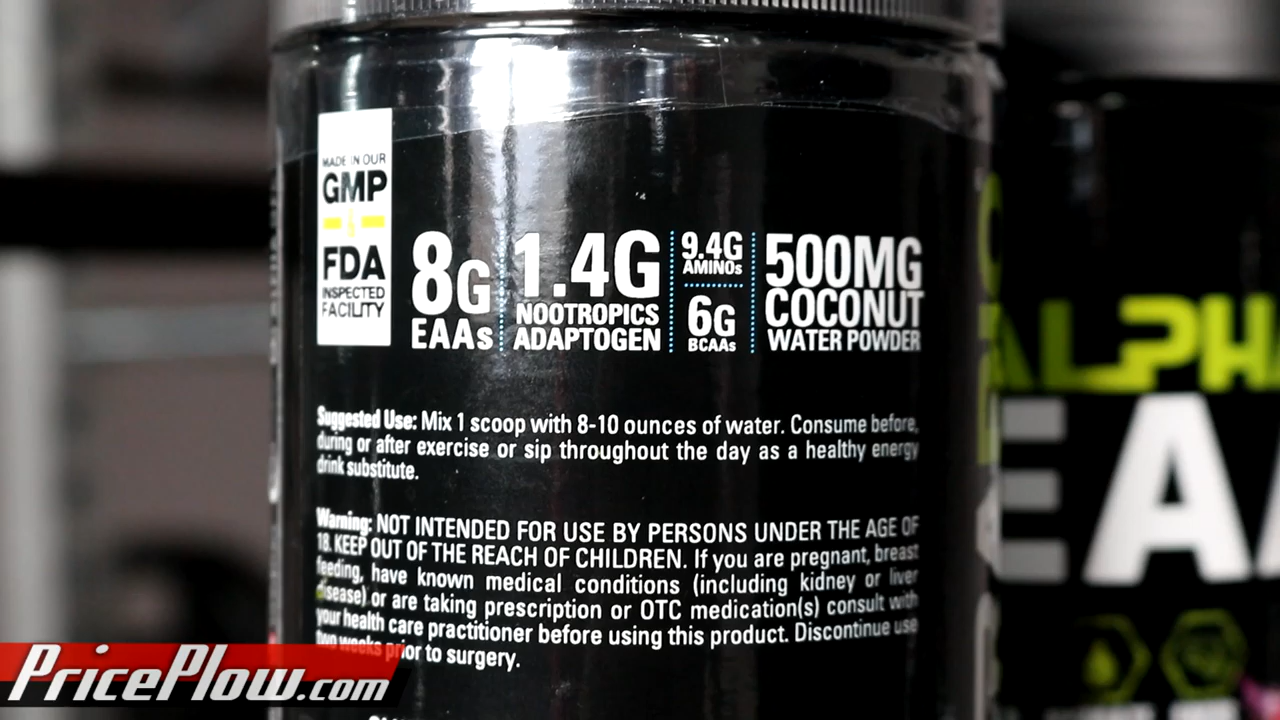 MADE IN OUR
GMP
FDA
INSPECTED
FACILITY
8G
EAAs
1.4G
NOOTROPICS
ADAPTOGEN
9.4G
AMINOs
6G
BCAAs
500MG
COCONUT
WATER POWDER
Suggested Use: Mix 1 scoop with 8-10 ounces of water. Consume before,
during or after exercise or sip throughout the day as a healthy energy
drink substitute.
Warning: NOT INTENDED FOR USE BY PERSONS UNDER THE AGE OF
18. KEEP OUT OF THE REACH OF CHILDREN. If you are pregnant, breast
feeding, have known medical conditions (including kidney or liver
disease) or are taking prescription or OTC medication(s) consult with
your health care practitioner before using this product. Discontinue use
two weeks prior to surgery.
ALPHA
EA
PricePlow.com